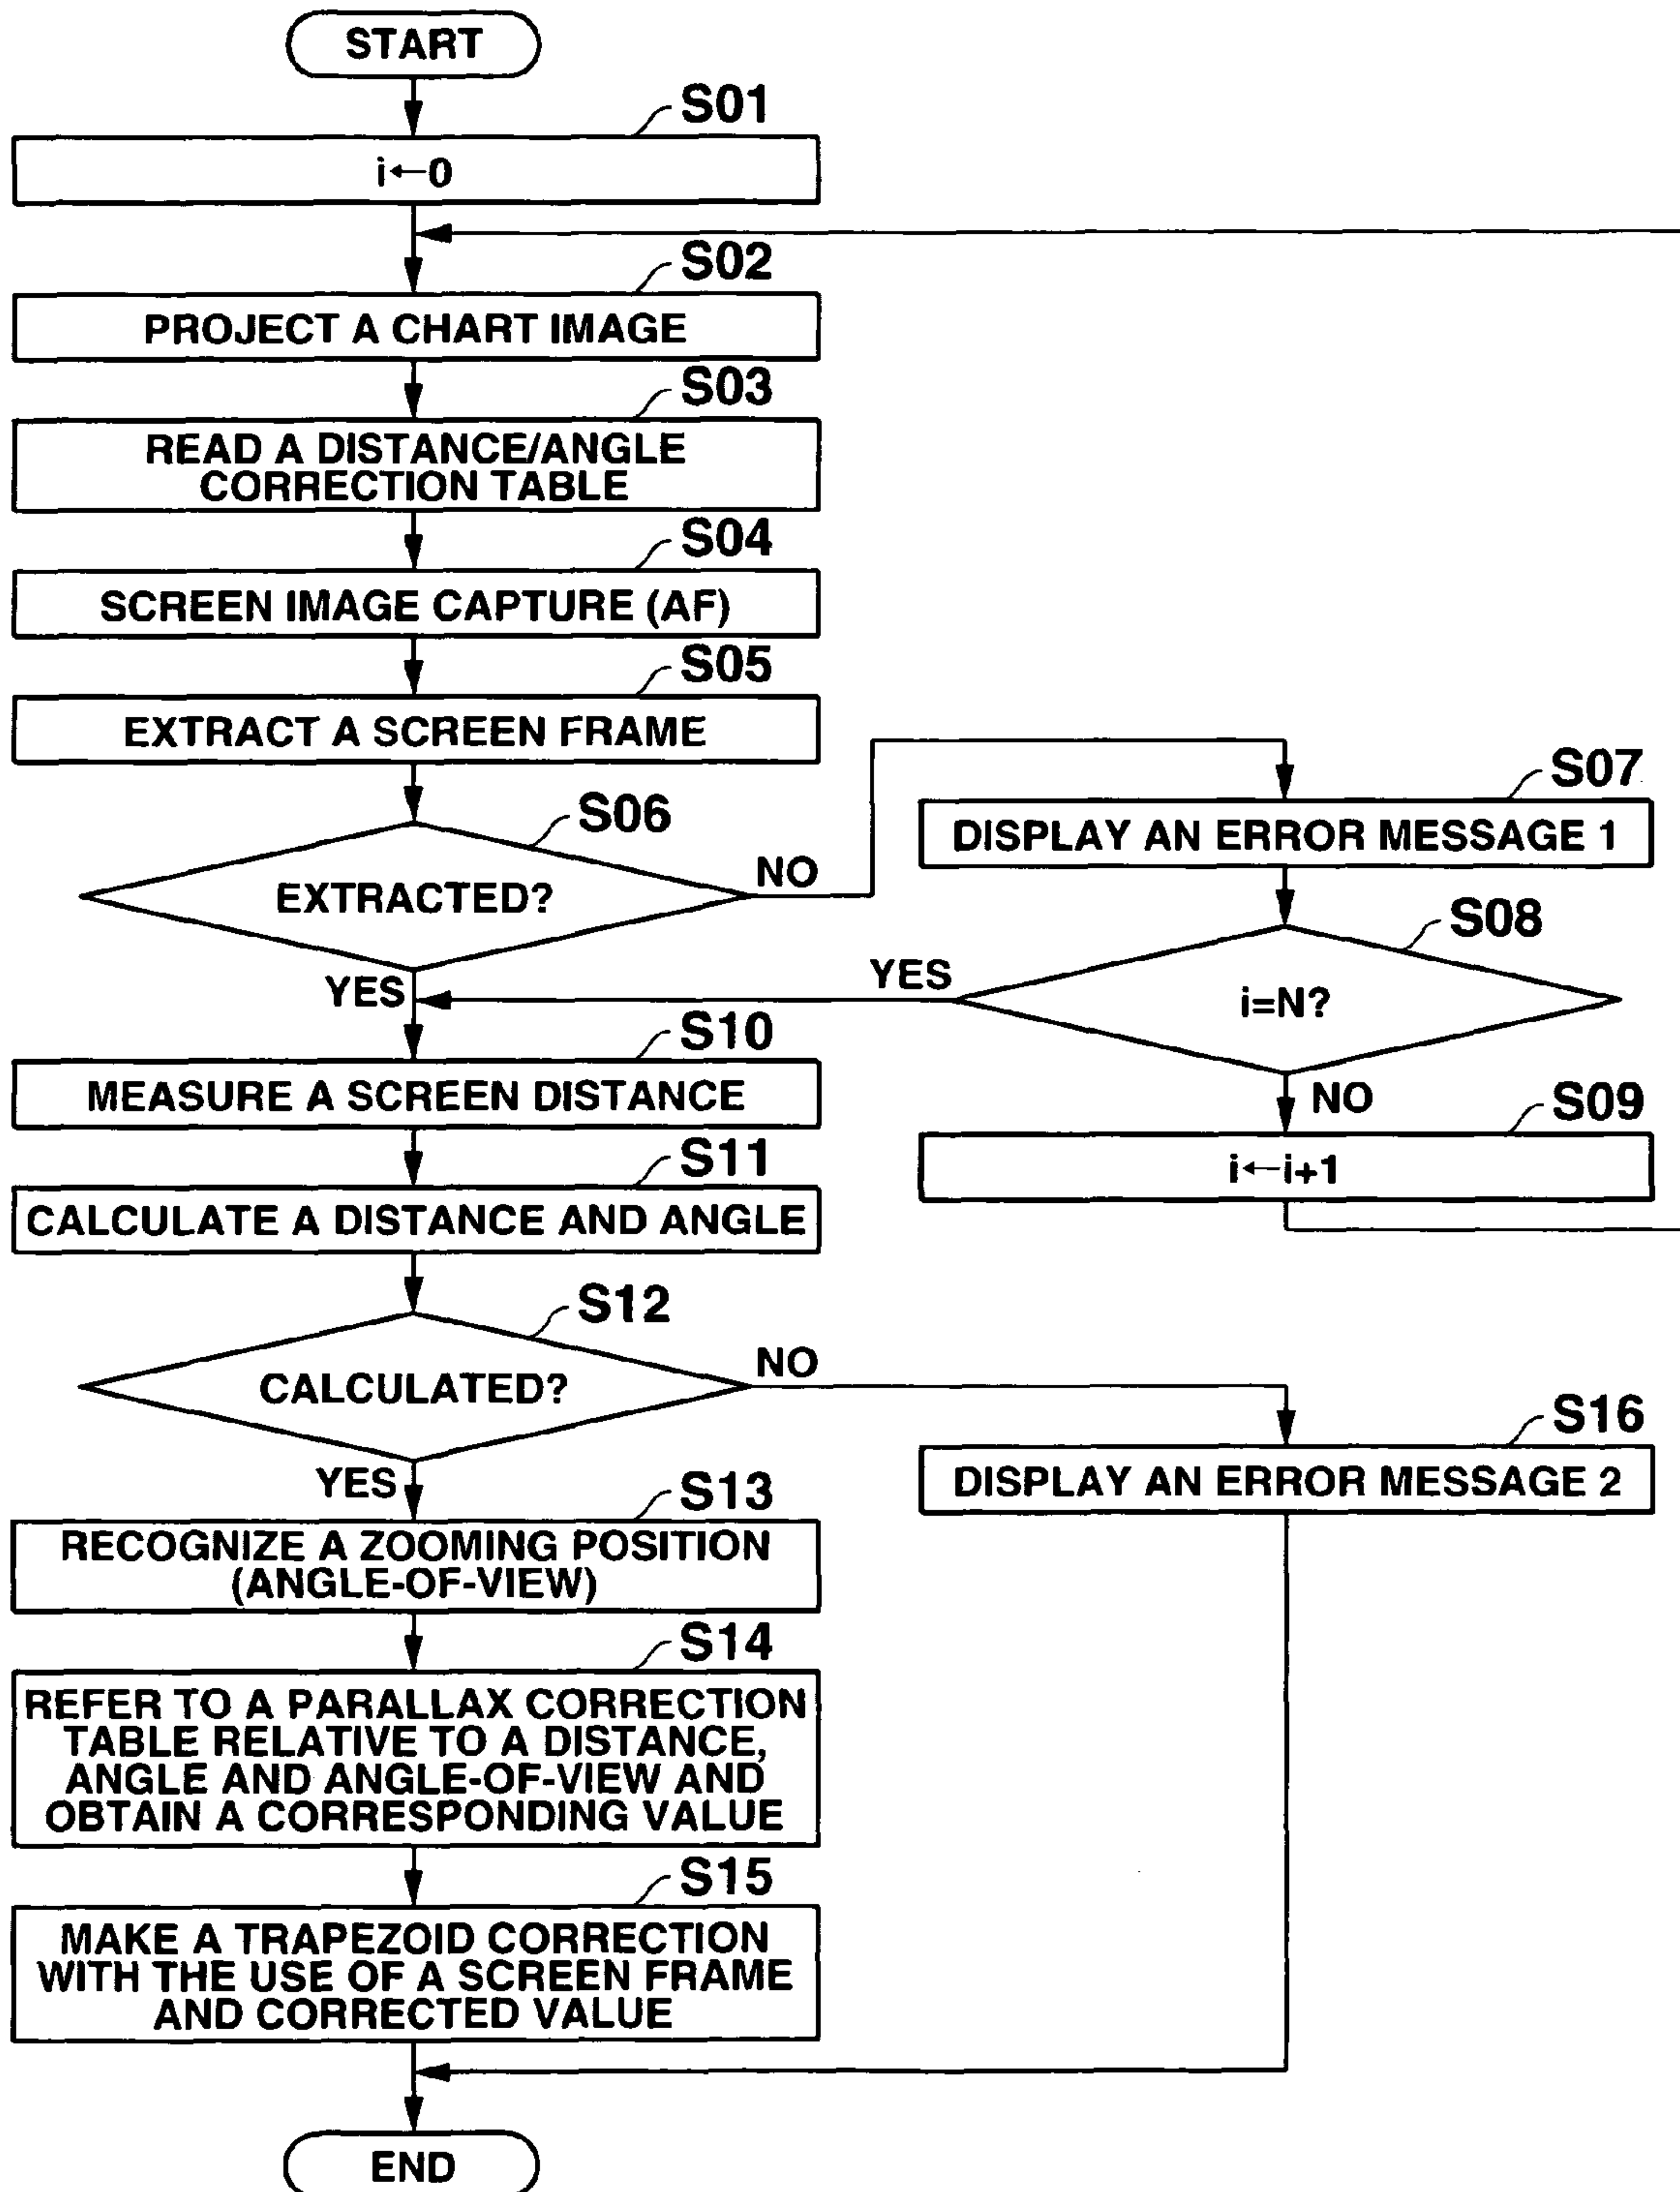 START
S01
i←0
S02
PROJECT A CHART IMAGE
S03
READ A DISTANCE/ANGLE
CORRECTION TABLE
S04
SCREEN IMAGE CAPTURE (AF)
S05
EXTRACT A SCREEN FRAME
S06
EXTRACTED?
NO
YES
S07
DISPLAY AN ERROR MESSAGE 1
S08
i=N?
YES
NO
S09
i←i+1
S10
MEASURE A SCREEN DISTANCE
S11
CALCULATE A DISTANCE AND ANGLE
S12
CALCULATED?
NO
YES
S16
DISPLAY AN ERROR MESSAGE 2
S13
RECOGNIZE A ZOOMING POSITION
(ANGLE-OF-VIEW)
S14
REFER TO A PARALLAX CORRECTION
TABLE RELATIVE TO A DISTANCE,
ANGLE AND ANGLE-OF-VIEW AND
OBTAIN A CORRESPONDING VALUE
S15
MAKE A TRAPEZOID CORRECTION
WITH THE USE OF A SCREEN FRAME
AND CORRECTED VALUE
END